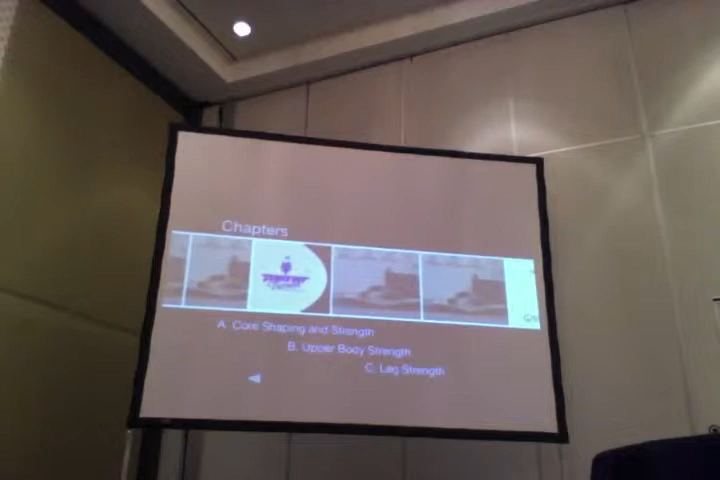 Chapters
A. Core Shaping and Strength
B. Upper Body Strength
C. Leg Strength